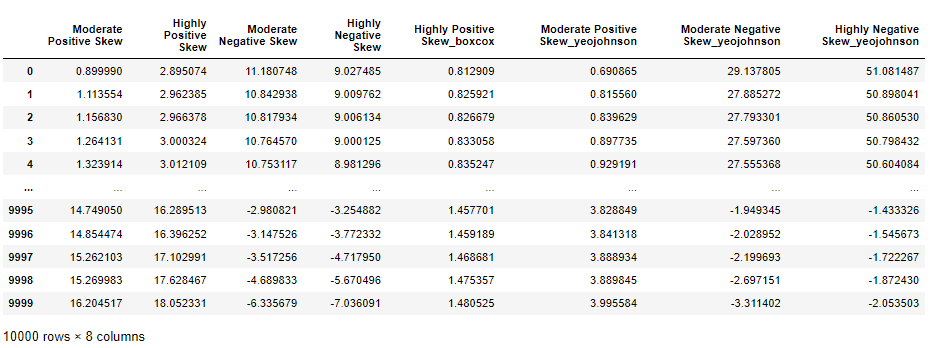 Moderate Positive Skew Highly Positive Skew Moderate Negative Skew Highly Negative Skew Highly Positive Skew_boxcox Moderate Positive Skew_yeojohnson Moderate Negative Skew_yeojohnson Highly Negative Skew_yeojohnson
0 0.899990 2.895074 11.180748 9.027485 0.812909 0.690865 29.137805 51.081487
1 1.113554 2.962385 10.842938 9.009762 0.825921 0.815560 27.885272 50.898041
2 1.156830 2.966378 10.817934 9.006134 0.826679 0.839629 27.793301 50.860530
3 1.264131 3.000324 10.764570 9.000125 0.833058 0.897735 27.597360 50.798432
4 1.323914 3.012109 10.753117 8.981296 0.835247 0.929191 27.555368 50.604084
... ... ... ... ... ... ... ... ...
9995 14.749050 16.289513 -2.980821 -3.254882 1.457701 3.828849 -1.949345 -1.433326
9996 14.854474 16.396252 -3.147526 -3.772332 1.459189 3.841318 -2.028952 -1.545673
9997 15.262103 17.102991 -3.517256 -4.717950 1.468681 3.888934 -2.199693 -1.722267
9998 15.269983 17.628467 -4.689833 -5.670496 1.475357 3.889845 -2.697151 -1.872430
9999 16.204517 18.052331 -6.335679 -7.036091 1.480525 3.995584 -3.311402 -2.053503
10000 rows × 8 columns